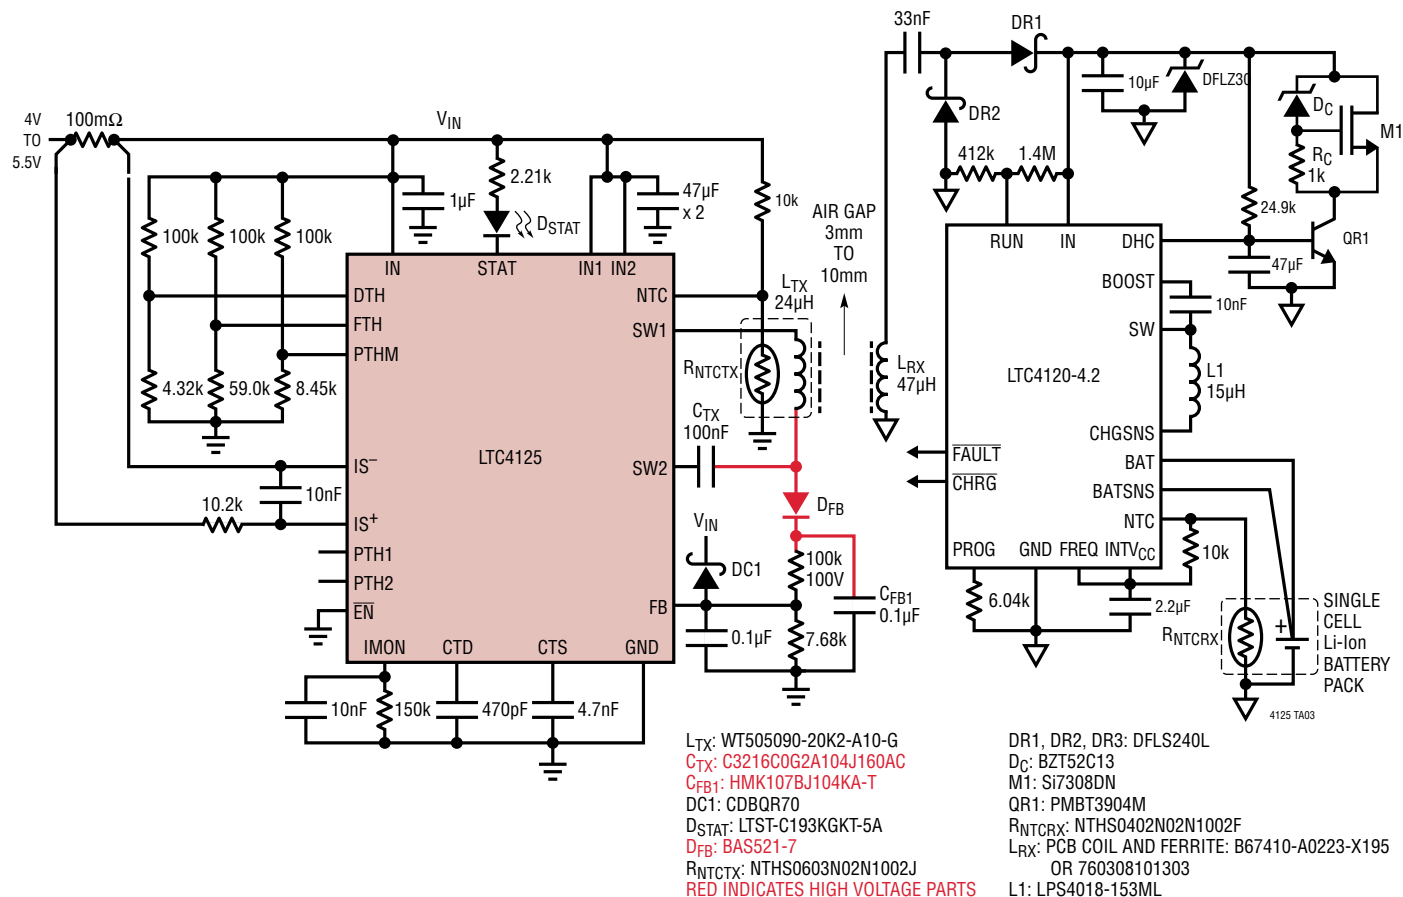 4V
TO
5.5V
100mΩ
VIN
2.21k
DSTAT
1µF
47µF
x 2
10k
100k
100k
100k
4.32k
59.0k
8.45k
IN
STAT
IN1
IN2
DTH
FTH
PTHM
NTC
SW1
SW2
LTC4125
IS–
IS+
10nF
10.2k
PTH1
PTH2
EN
IMON
CTD
CTS
GND
FB
10nF
150k
470pF
4.7nF
LTX
24µH
RNTCTX
CTX
100nF
DFB
VIN
DC1
100k
100V
CFB1
0.1µF
0.1µF
7.68k
AIR GAP
3mm
TO
10mm
33nF
DR1
DR2
10µF
DFLZ30
DC
RC
1k
M1
412k
1.4M
24.9k
QR1
47µF
LRX
47µH
RUN
IN
DHC
BOOST
SW
10nF
L1
15µH
LTC4120-4.2
CHGSNS
FAULT
CHRG
BAT
BATSNS
NTC
PROG
GND
FREQ
INTVCC
10k
6.04k
2.2µF
RNTCRX
+
SINGLE
CELL
Li-Ion
BATTERY
PACK
4125 TA03
LTX: WT505090-20K2-A10-G
CTX: C3216C0G2A104J160AC
CFB1: HMK107BJ104KA-T
DC1: CDBQR70
DSTAT: LTST-C193KGKT-5A
DFB: BAS521-7
RNTCTX: NTHS0603N02N1002J
RED INDICATES HIGH VOLTAGE PARTS
DR1, DR2, DR3: DFLS240L
DC: BZT52C13
M1: Si7308DN
QR1: PMBT3904M
RNTCRX: NTHS0402N02N1002F
LRX: PCB COIL AND FERRITE: B67410-A0223-X195
OR 760308101303
L1: LPS4018-153ML